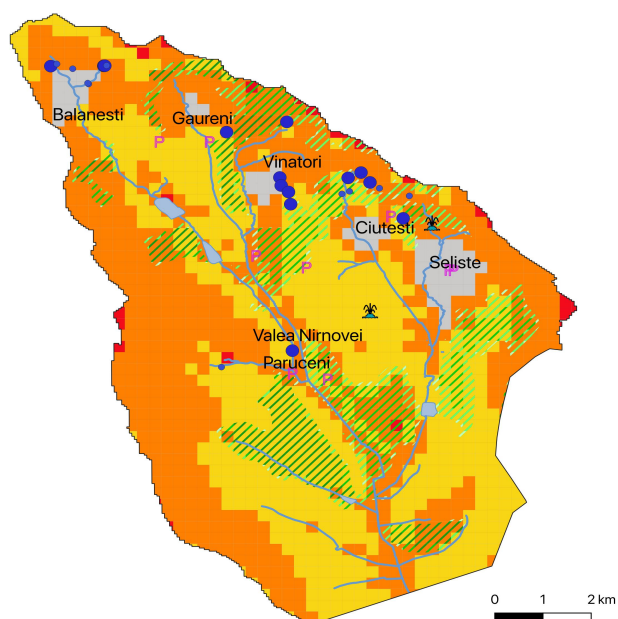 Balanesti
Gaureni
P
P
Vinatori
P
Ciutesti
P
Seliste
P
P
P
Valea Nirnovei
Paruceni
P
P
0 1 2 km